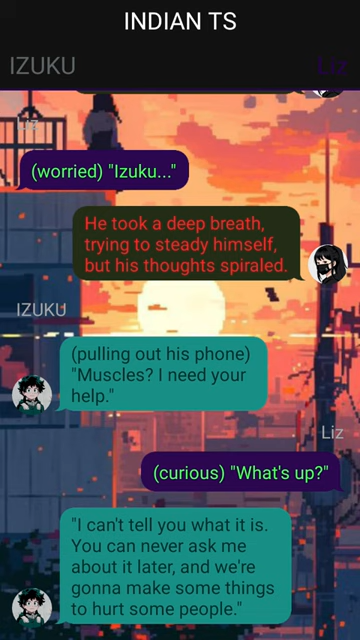 INDIAN TS
IZUKU
Liz
Liz
(worried) "Izuku..."
He took a deep breath,
trying to steady himself,
but his thoughts spiraled.
IZUKU
(pulling out his phone)
"Muscles? I need your
help."
Liz
(curious) "What's up?"
"I can't tell you what it is.
You can never ask me
about it later, and we're
gonna make some things
to hurt some people."